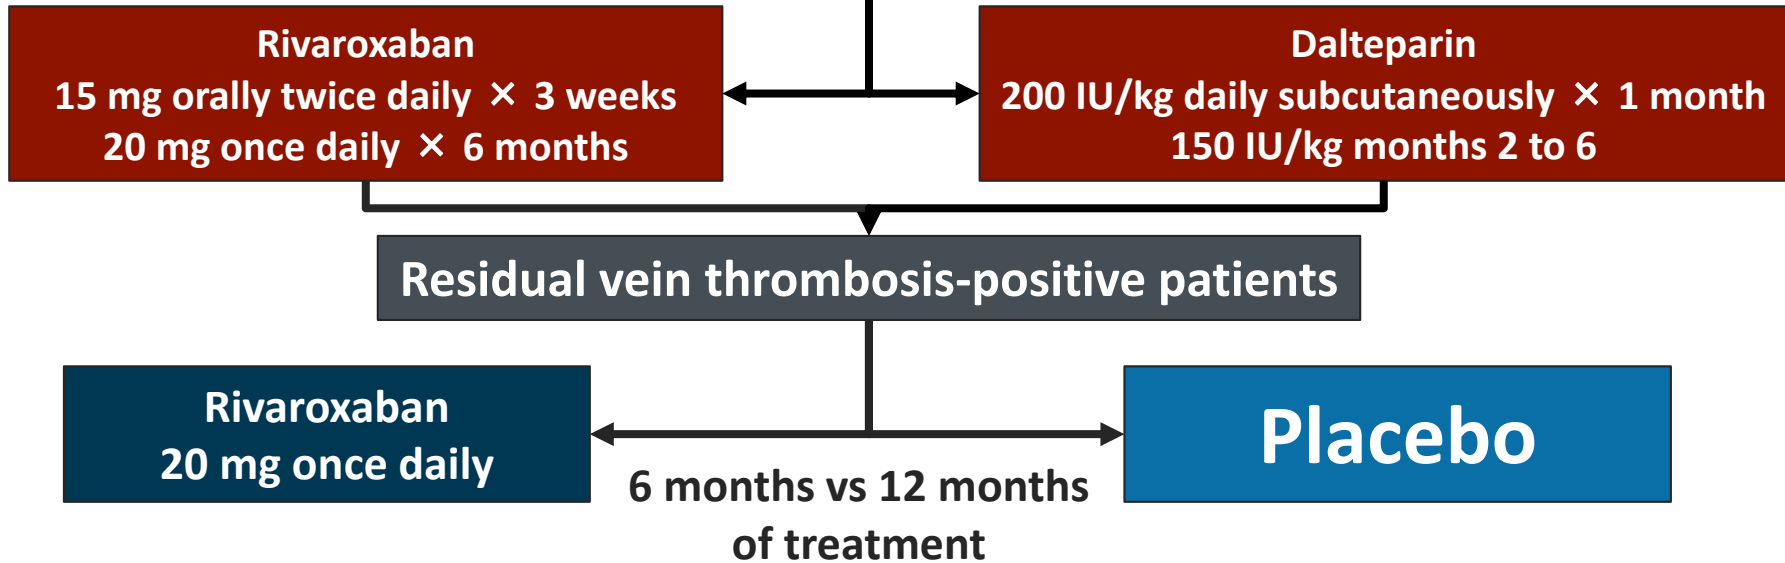 Rivaroxaban
15 mg orally twice daily × 3 weeks
20 mg once daily × 6 months
Dalteparin
200 IU/kg daily subcutaneously × 1 month
150 IU/kg months 2 to 6
Residual vein thrombosis-positive patients
Rivaroxaban
20 mg once daily
6 months vs 12 months
of treatment
Placebo